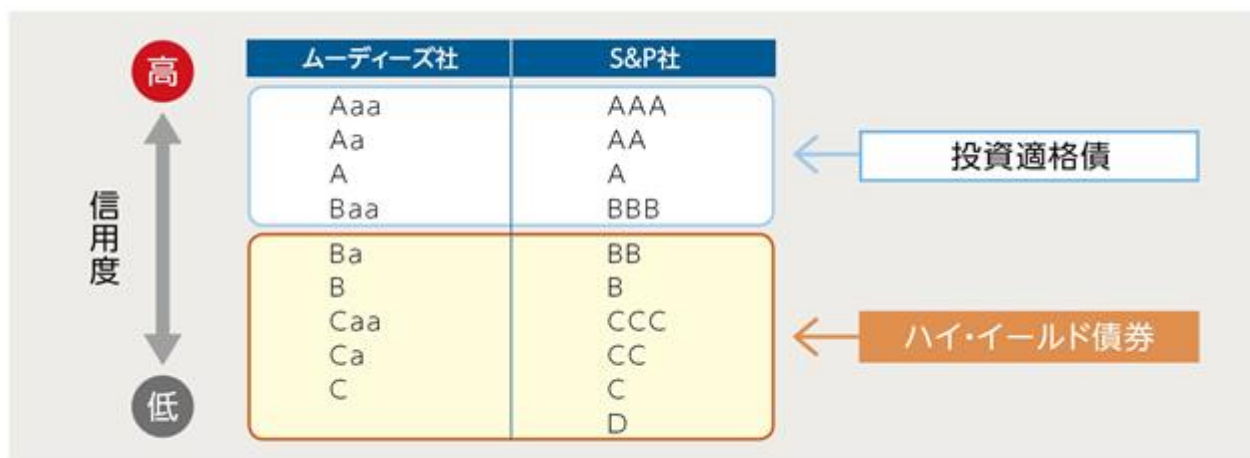 高
信用度
低
ムーディーズ社 S&P社
Aaa AAA
Aa AA
A A
Baa BBB
Ba BB
B B
Caa CCC
Ca CC
C C
D
投資適格債
ハイ・イールド債券